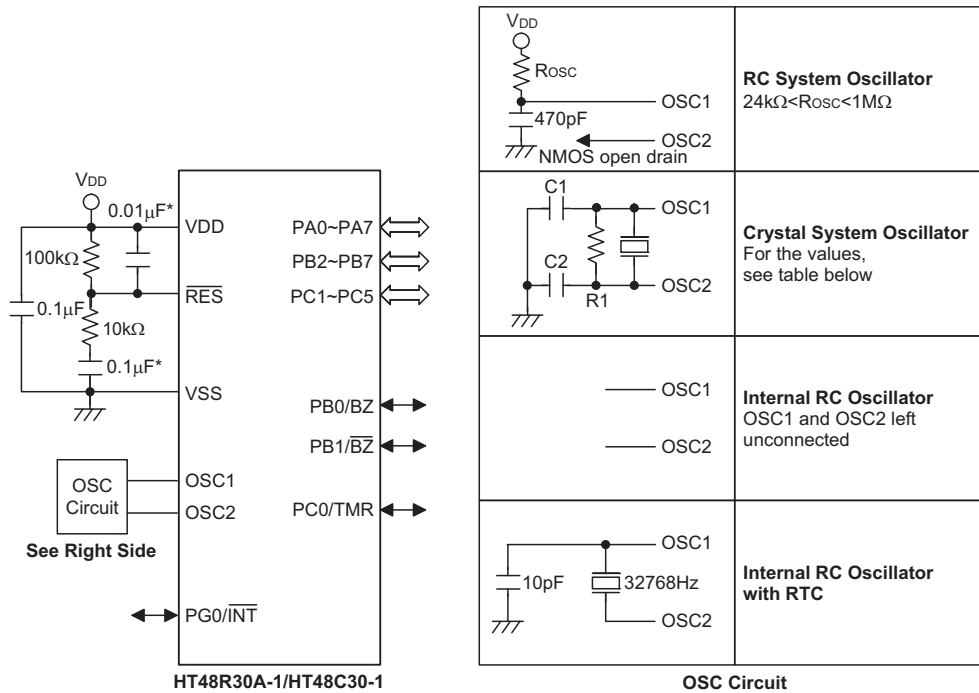 VDD
0.01μF*
100kΩ
0.1μF
10kΩ
0.1μF*
VDD
RES
VSS
OSC1
OSC2
PG0/INT
PA0~PA7
PB2~PB7
PC1~PC5
PB0/BZ
PB1/BZ
PC0/TMR
OSC
Circuit
See Right Side
HT48R30A-1/HT48C30-1
VDD
ROSC
OSC1
470pF
OSC2
NMOS open drain
RC System Oscillator
24kΩ<ROSC<1MΩ
C1
OSC1
C2
OSC2
R1
Crystal System Oscillator
For the values,
see table below
OSC1
OSC2
Internal RC Oscillator
OSC1 and OSC2 left
unconnected
OSC1
10pF
32768Hz
OSC2
Internal RC Oscillator
with RTC
OSC Circuit